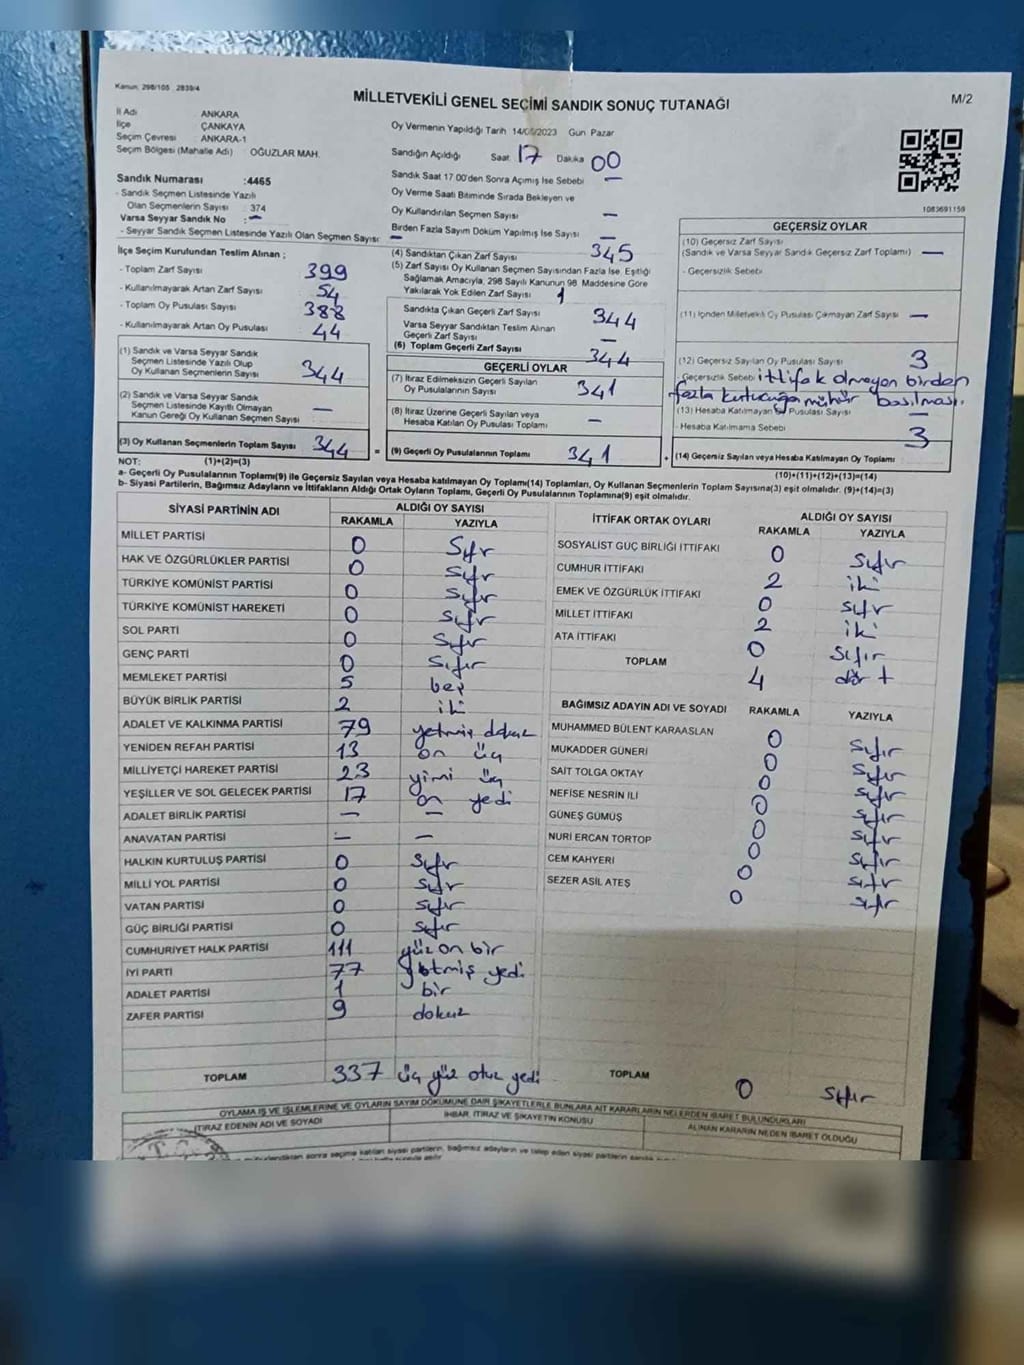 Kanun: 298/105 2839/4
MİLLETVEKİLİ GENEL SEÇİMİ SANDIK SONUÇ TUTANAĞI
M/2
İl Adı ANKARA
İlçe ÇANKAYA
Seçim Çevresi : ANKARA-1
Seçim Bölgesi (Mahalle Adı) : OĞUZLAR MAH.
Oy Vermenin Yapıldığı Tarih 14/05/2023 Gün Pazar
Sandığın Açıldığı Saat 17 Dakika 00
Sandık Saat 17.00'den Sonra Açımış İse Sebebi —
Oy Verme Saati Bitiminde Sırada Bekleyen ve
Oy Kullandırılan Seçmen Sayısı —
Birden Fazla Sayım Döküm Yapılmış İse Sayısı —
1083691156
Sandık Numarası :4465
- Sandık Seçmen Listesinde Yazılı
Olan Seçmenlerin Sayısı : 374
Varsa Seyyar Sandık No : —
- Seyyar Sandık Seçmen Listesinde Yazılı Olan Seçmen Sayısı: —
İlçe Seçim Kurulundan Teslim Alınan ;
- Toplam Zarf Sayısı 399
- Kullanılmayarak Artan Zarf Sayısı 54
- Toplam Oy Pusulası Sayısı 388
- Kullanılmayarak Artan Oy Pusulası 44
(1) Sandık ve Varsa Seyyar Sandık
Seçmen Listesinde Yazılı Olup
Oy Kullanan Seçmenlerin Sayısı 344
(2) Sandık ve Varsa Seyyar Sandık
Seçmen Listesinde Kayıtlı Olmayan
Kanun Gereği Oy Kullanan Seçmen Sayısı : —
(3) Oy Kullanan Seçmenlerin Toplam Sayısı 344
(4) Sandıktan Çıkan Zarf Sayısı 345
(5) Zarf Sayısı Oy Kullanan Seçmen Sayısından Fazla İse, Eşitliği
Sağlamak Amacıyla, 298 Sayılı Kanunun 98. Maddesine Göre
Yakılarak Yok Edilen Zarf Sayısı 1
Sandıkta Çıkan Geçerli Zarf Sayısı 344
Varsa Seyyar Sandıktan Teslim Alınan
Geçerli Zarf Sayısı —
(6) Toplam Geçerli Zarf Sayısı 344
GEÇERLİ OYLAR
(7) İtiraz Edilmeksizin Geçerli Sayılan
Oy Pusulalarının Sayısı 341
(8) İtiraz Üzerine Geçerli Sayılan veya
Hesaba Katılan Oy Pusulası Toplamı —
= (9) Geçerli Oy Pusulalarının Toplamı 341
GEÇERSİZ OYLAR
(10) Geçersiz Zarf Sayısı
(Sandık ve Varsa Seyyar Sandık Geçersiz Zarf Toplamı) —
- Geçersizlik Sebebi
(11) İçinden Milletvekili Oy Pusulası Çıkmayan Zarf Sayısı —
(12) Geçersiz Sayılan Oy Pusulası Sayısı 3
- Geçersizlik Sebebi ittifak olmayan birden
fazla kutucuğa mühür basılması.
(13) Hesaba Katılmayan Oy Pusulası Sayısı —
- Hesaba Katılmama Sebebi
+ (14) Geçersiz Sayılan veya Hesaba Katılmayan Oy Toplamı : 3
NOT: (1)+(2)=(3) (10)+(11)+(12)+(13)=(14)
a- Geçerli Oy Pusulalarının Toplamı(9) ile Geçersiz Sayılan veya Hesaba katılmayan Oy Toplamı(14) Toplamları, Oy Kullanan Seçmenlerin Toplam Sayısına(3) eşit olmalıdır. (9)+(14)=(3)
b- Siyasi Partilerin, Bağımsız Adayların ve İttifakların Aldığı Ortak Oyların Toplamı, Geçerli Oy Pusulalarının Toplamına(9) eşit olmalıdır.
SİYASİ PARTİNİN ADI ALDIĞI OY SAYISI
RAKAMLA YAZIYLA
MİLLET PARTİSİ 0 Sıfır
HAK VE ÖZGÜRLÜKLER PARTİSİ 0 sıfır
TÜRKİYE KOMÜNİST PARTİSİ 0 sıfır
TÜRKİYE KOMÜNİST HAREKETİ 0 sıfır
SOL PARTİ 0 sıfır
GENÇ PARTİ 0 sıfır
MEMLEKET PARTİSİ 5 beş
BÜYÜK BİRLİK PARTİSİ 2 iki
ADALET VE KALKINMA PARTİSİ 79 yetmiş dokuz
YENİDEN REFAH PARTİSİ 13 on üç
MİLLİYETÇİ HAREKET PARTİSİ 23 yirmi üç
YEŞİLLER VE SOL GELECEK PARTİSİ 17 on yedi
ADALET BİRLİK PARTİSİ — —
ANAVATAN PARTİSİ — —
HALKIN KURTULUŞ PARTİSİ 0 sıfır
MİLLİ YOL PARTİSİ 0 sıfır
VATAN PARTİSİ 0 sıfır
GÜÇ BİRLİĞİ PARTİSİ 0 sıfır
CUMHURİYET HALK PARTİSİ 111 yüz on bir
İYİ PARTİ 77 yetmiş yedi
ADALET PARTİSİ 1 bir
ZAFER PARTİSİ 9 dokuz
TOPLAM 337 üç yüz otuz yedi
İTTİFAK ORTAK OYLARI ALDIĞI OY SAYISI
RAKAMLA YAZIYLA
SOSYALİST GÜÇ BİRLİĞİ İTTİFAKI 0 sıfır
CUMHUR İTTİFAKI 2 iki
EMEK VE ÖZGÜRLÜK İTTİFAKI 0 sıfır
MİLLET İTTİFAKI 2 iki
ATA İTTİFAKI 0 sıfır
TOPLAM 4 dört
BAĞIMSIZ ADAYIN ADI VE SOYADI RAKAMLA YAZIYLA
MUHAMMED BÜLENT KARAASLAN 0 sıfır
MUKADDER GÜNERİ 0 sıfır
SAİT TOLGA OKTAY 0 sıfır
NEFİSE NESRİN İLİ 0 sıfır
GÜNEŞ GÜMÜŞ 0 sıfır
NURİ ERCAN TORTOP 0 sıfır
CEM KAHYERİ 0 sıfır
SEZER ASİL ATEŞ 0 sıfır
TOPLAM 0 sıfır
OYLAMA İŞ VE İŞLEMLERİNE VE OYLARIN SAYIM DÖKÜMÜNE DAİR ŞİKAYETLERLE BUNLARA AİT KARARLARIN NELERDEN İBARET BULUNDUKLARI
İTİRAZ EDENİN ADI VE SOYADI İHBAR, İTİRAZ VE ŞİKAYETİN KONUSU ALINAN KARARIN NEDEN İBARET OLDUĞU